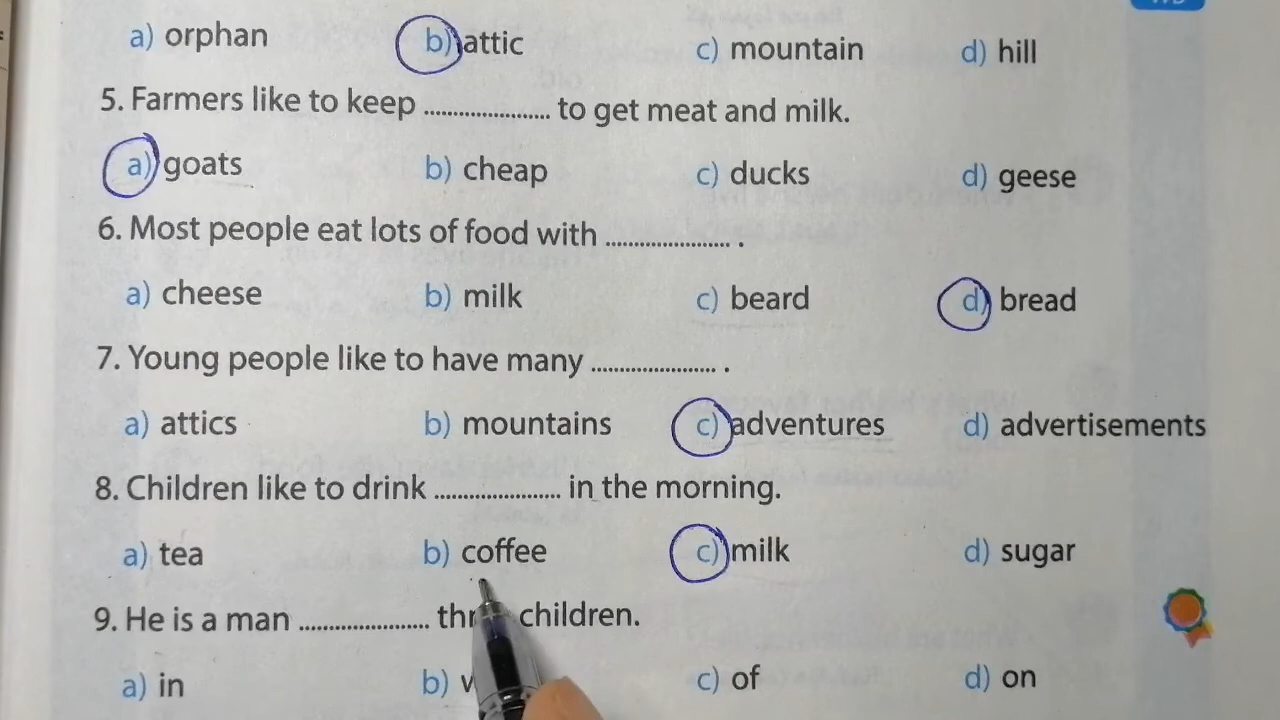 a) orphan b) attic c) mountain d) hill
5. Farmers like to keep ...................... to get meat and milk.
a) goats b) cheap c) ducks d) geese
6. Most people eat lots of food with ...................... .
a) cheese b) milk c) beard d) bread
7. Young people like to have many ...................... .
a) attics b) mountains c) adventures d) advertisements
8. Children like to drink ...................... in the morning.
a) tea b) coffee c) milk d) sugar
9. He is a man ...................... children.
a) in b) c) of d) on